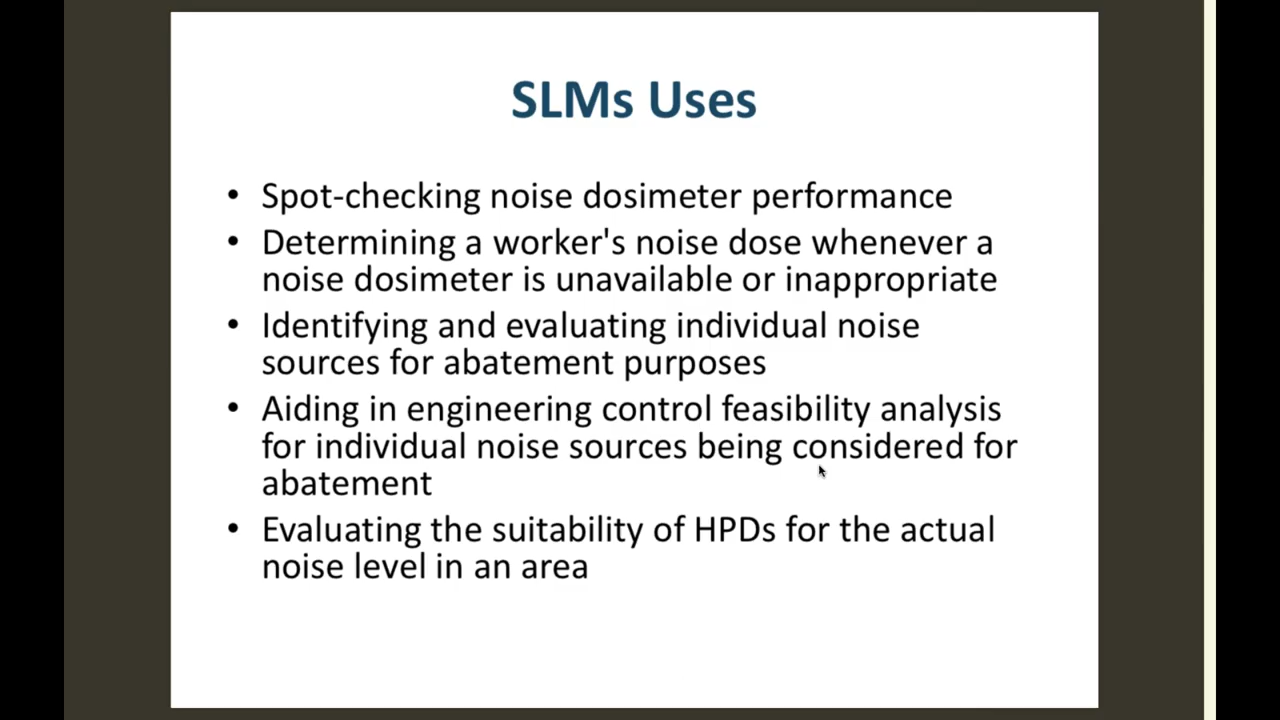 SLMs Uses
• Spot-checking noise dosimeter performance
• Determining a worker's noise dose whenever a
noise dosimeter is unavailable or inappropriate
• Identifying and evaluating individual noise
sources for abatement purposes
• Aiding in engineering control feasibility analysis
for individual noise sources being considered for
abatement
• Evaluating the suitability of HPDs for the actual
noise level in an area